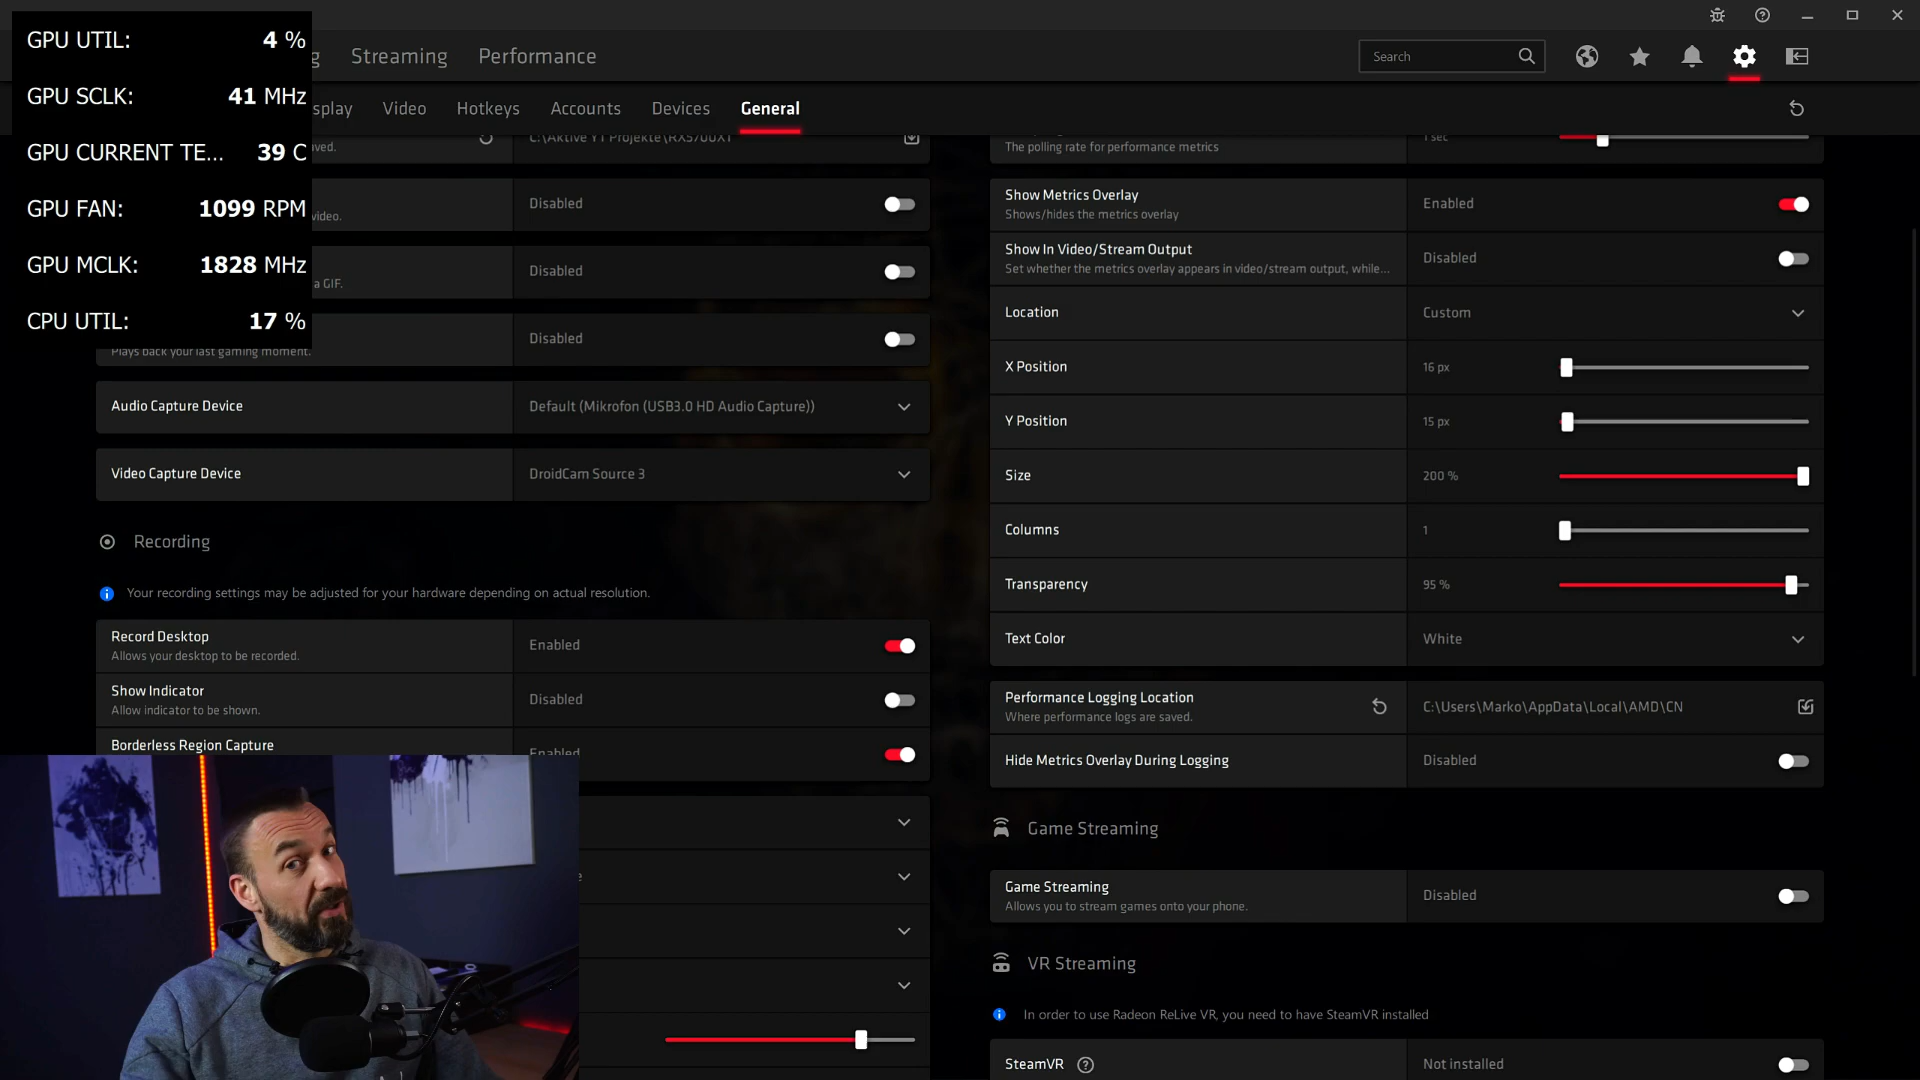 GPU UTIL: 4 %
GPU SCLK: 41 MHz
GPU CURRENT TE... 39 C
GPU FAN: 1099 RPM
GPU MCLK: 1828 MHz
CPU UTIL: 17 %
g Streaming Performance
Search
splay Video Hotkeys Accounts Devices General
ved.
Disabled
video.
Disabled
a GIF.
Disabled
Plays back your last gaming moment.
Audio Capture Device
Default (Mikrofon (USB3.0 HD Audio Capture))
Video Capture Device
DroidCam Source 3
Recording
Your recording settings may be adjusted for your hardware depending on actual resolution.
Record Desktop
Allows your desktop to be recorded.
Enabled
Show Indicator
Allow indicator to be shown.
Disabled
Borderless Region Capture
Enabled
e
1 sec
The polling rate for performance metrics
Show Metrics Overlay
Shows/hides the metrics overlay
Enabled
Show In Video/Stream Output
Set whether the metrics overlay appears in video/stream output, while...
Disabled
Location
Custom
X Position
16 px
Y Position
15 px
Size
200 %
Columns
1
Transparency
95 %
Text Color
White
Performance Logging Location
Where performance logs are saved.
C:\Users\Marko\AppData\Local\AMD\CN
Hide Metrics Overlay During Logging
Disabled
Game Streaming
Game Streaming
Allows you to stream games onto your phone.
Disabled
VR Streaming
In order to use Radeon ReLive VR, you need to have SteamVR installed
SteamVR
Not installed